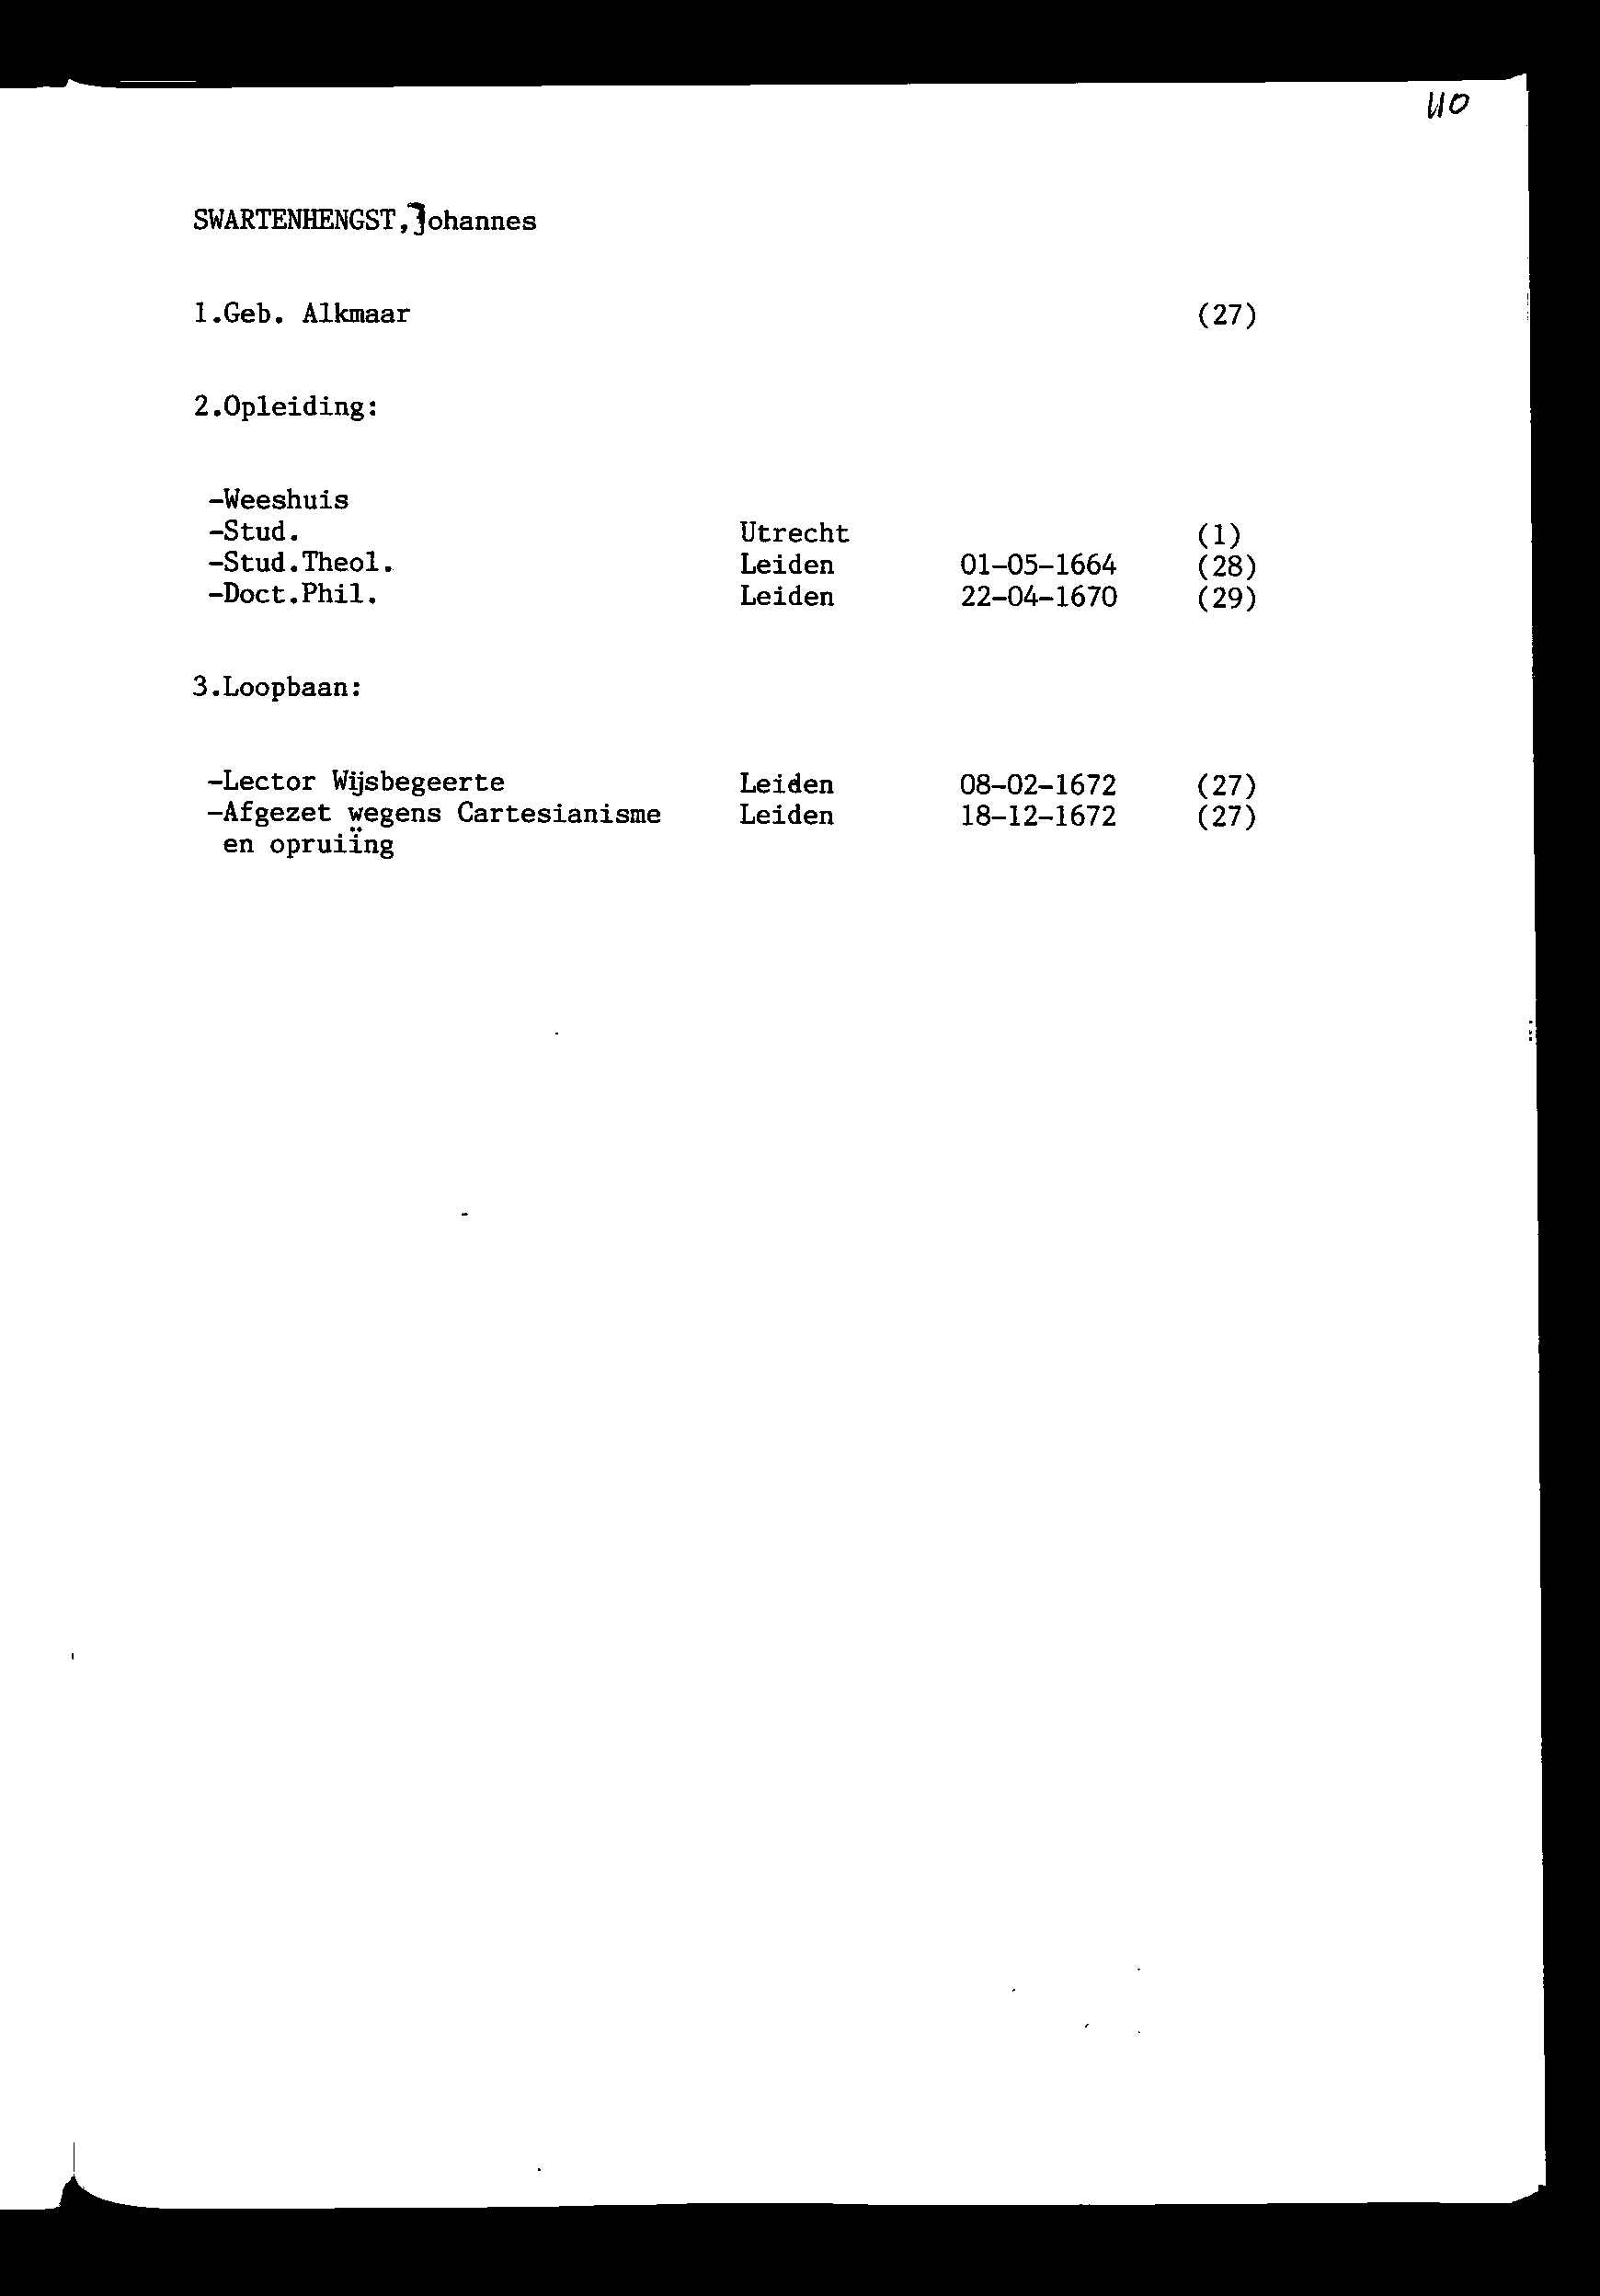 SWARTENHENGST,Johannes
1.Geb. Alkmaar (27)
2.Opleiding:
-Weeshuis
-Stud. Utrecht (1)
-Stud.Theol. Leiden 01-05-1664 (28)
-Doct.Phil. Leiden 22-04-1670 (29)
3.Loopbaan:
-Lector Wijsbegeerte Leiden 08-02-1672 (27)
-Afgezet wegens Cartesianisme Leiden 18-12-1672 (27)
en opruiïng